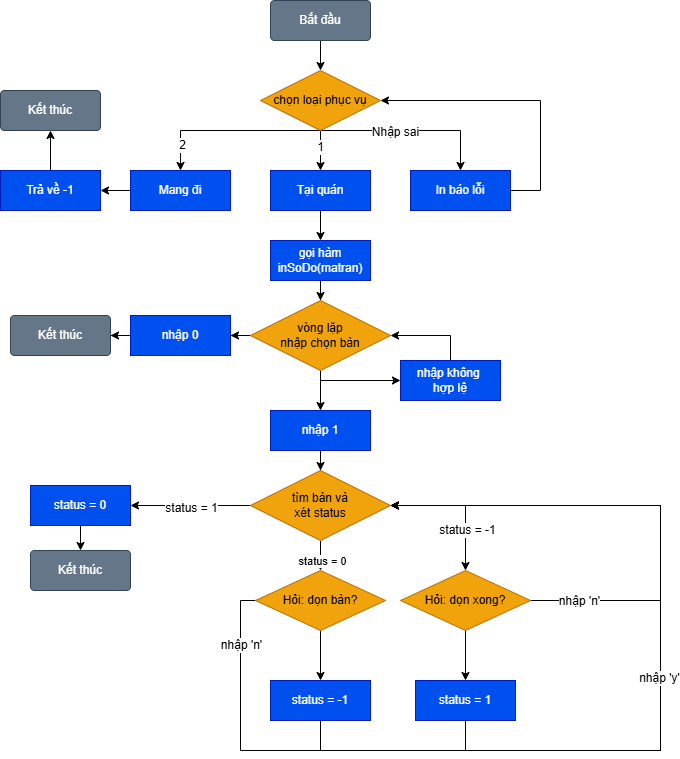 Bắt đầu
chọn loại phục vụ
Kết thúc
2
1
Nhập sai
Trả về -1
Mang đi
Tại quán
In báo lỗi
gọi hàm
inSoDo(matran)
Kết thúc
nhập 0
vòng lặp
nhập chọn bàn
nhập không
hợp lệ
nhập 1
status = 0
status = 1
tìm bàn và
xét status
status = -1
Kết thúc
status = 0
Hỏi: dọn bàn?
Hỏi: dọn xong?
nhập 'n'
nhập 'n'
nhập 'y'
status = -1
status = 1